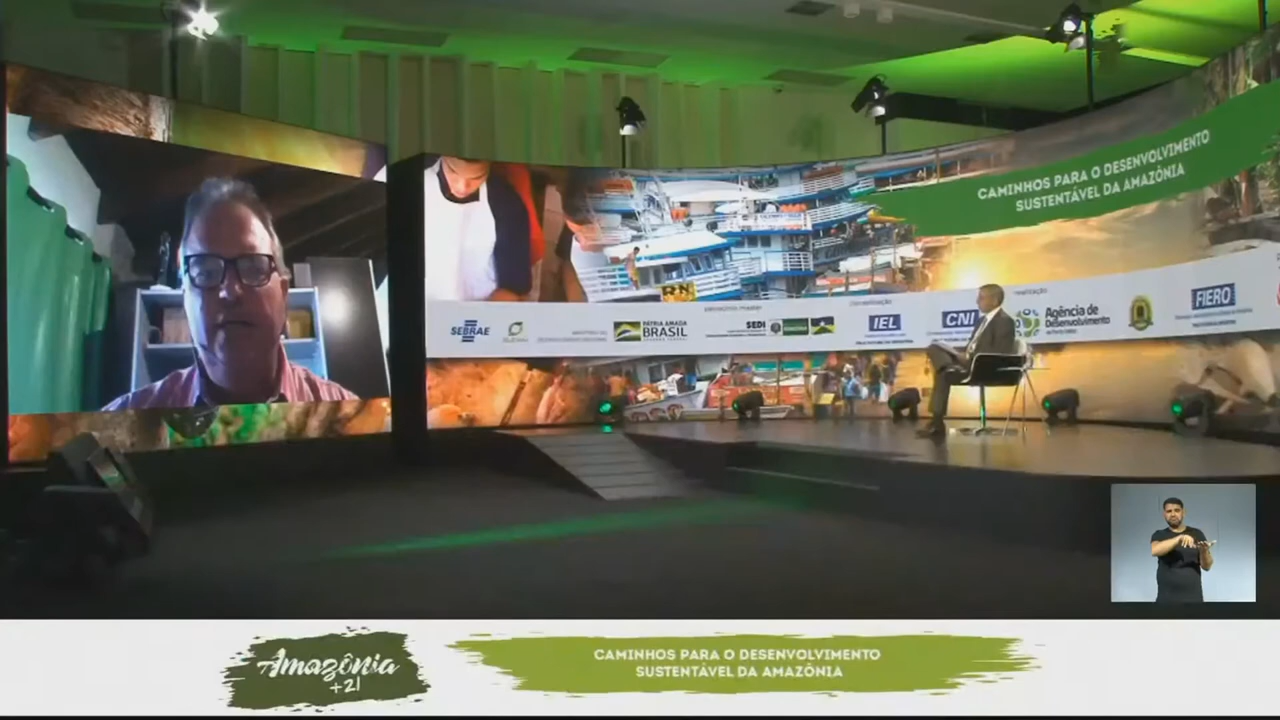 CAMINHOS PARA O DESENVOLVIMENTO
SUSTENTÁVEL DA AMAZÔNIA
RN
SEBRAE
PÁTRIA AMADA
BRASIL
SEDI
IEL
CNI
Agência de
Desenvolvimento
FIERO
Amazônia
+21
CAMINHOS PARA O DESENVOLVIMENTO
SUSTENTÁVEL DA AMAZÔNIA